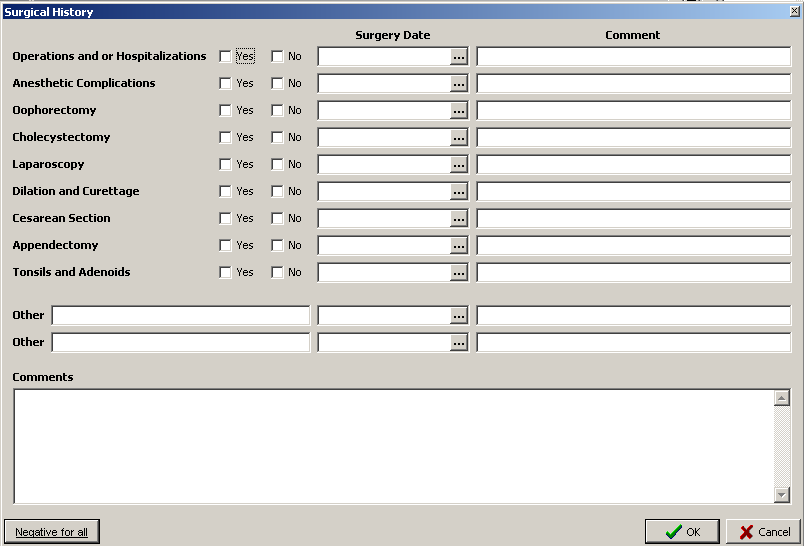 Surgical History
Surgery Date Comment
Operations and or Hospitalizations Yes No ...
Anesthetic Complications Yes No ...
Oophorectomy Yes No ...
Cholecystectomy Yes No ...
Laparoscopy Yes No ...
Dilation and Curettage Yes No ...
Cesarean Section Yes No ...
Appendectomy Yes No ...
Tonsils and Adenoids Yes No ...
Other ...
Other ...
Comments
Negative for all OK Cancel